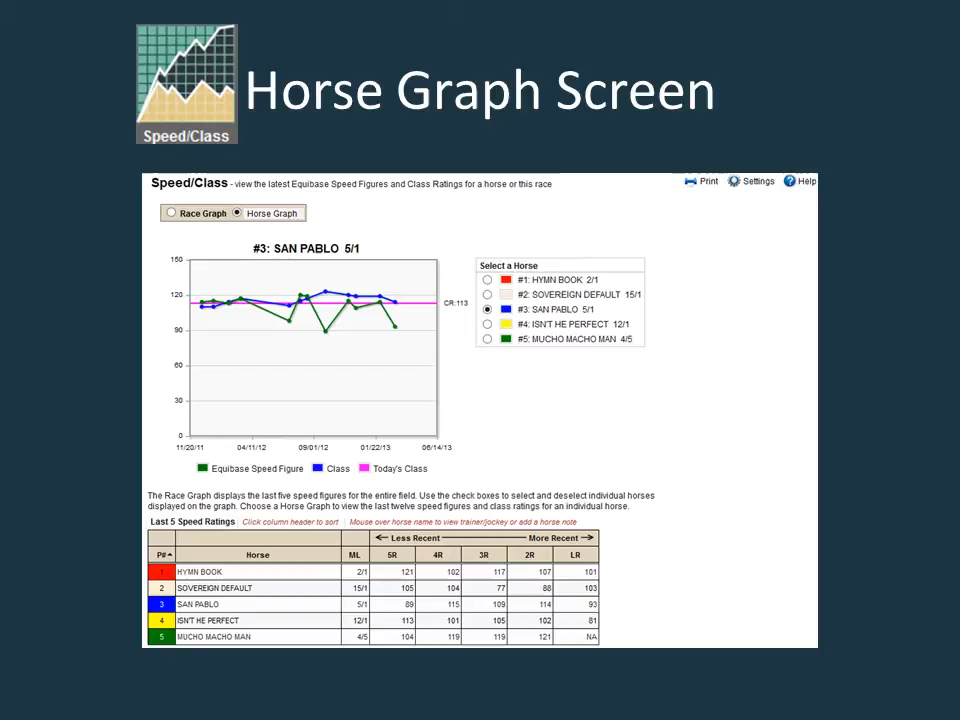 Speed/Class
Horse Graph Screen
Speed/Class - view the latest Equibase Speed Figures and Class Ratings for a horse or this race
Print Settings Help
Race Graph Horse Graph
#3: SAN PABLO 5/1
150
120
90
60
30
0
CR:113
11/20/11 04/11/12 09/01/12 01/22/13 06/14/13
Equibase Speed Figure Class Today's Class
Select a Horse
#1: HYMN BOOK 2/1
#2: SOVEREIGN DEFAULT 15/1
#3: SAN PABLO 5/1
#4: ISN'T HE PERFECT 12/1
#5: MUCHO MACHO MAN 4/5
The Race Graph displays the last five speed figures for the entire field. Use the check boxes to select and deselect individual horses
displayed on the graph. Choose a Horse Graph to view the last twelve speed figures and class ratings for an individual horse.
Last 5 Speed Ratings Click column header to sort | Mouse over horse name to view trainer/jockey or add a horse note
Less Recent More Recent
P# Horse ML 5R 4R 3R 2R LR
1 HYMN BOOK 2/1 121 102 117 107 101
2 SOVEREIGN DEFAULT 15/1 105 104 77 88 103
3 SAN PABLO 5/1 89 115 109 114 93
4 ISN'T HE PERFECT 12/1 113 101 105 102 81
5 MUCHO MACHO MAN 4/5 104 119 119 121 NA